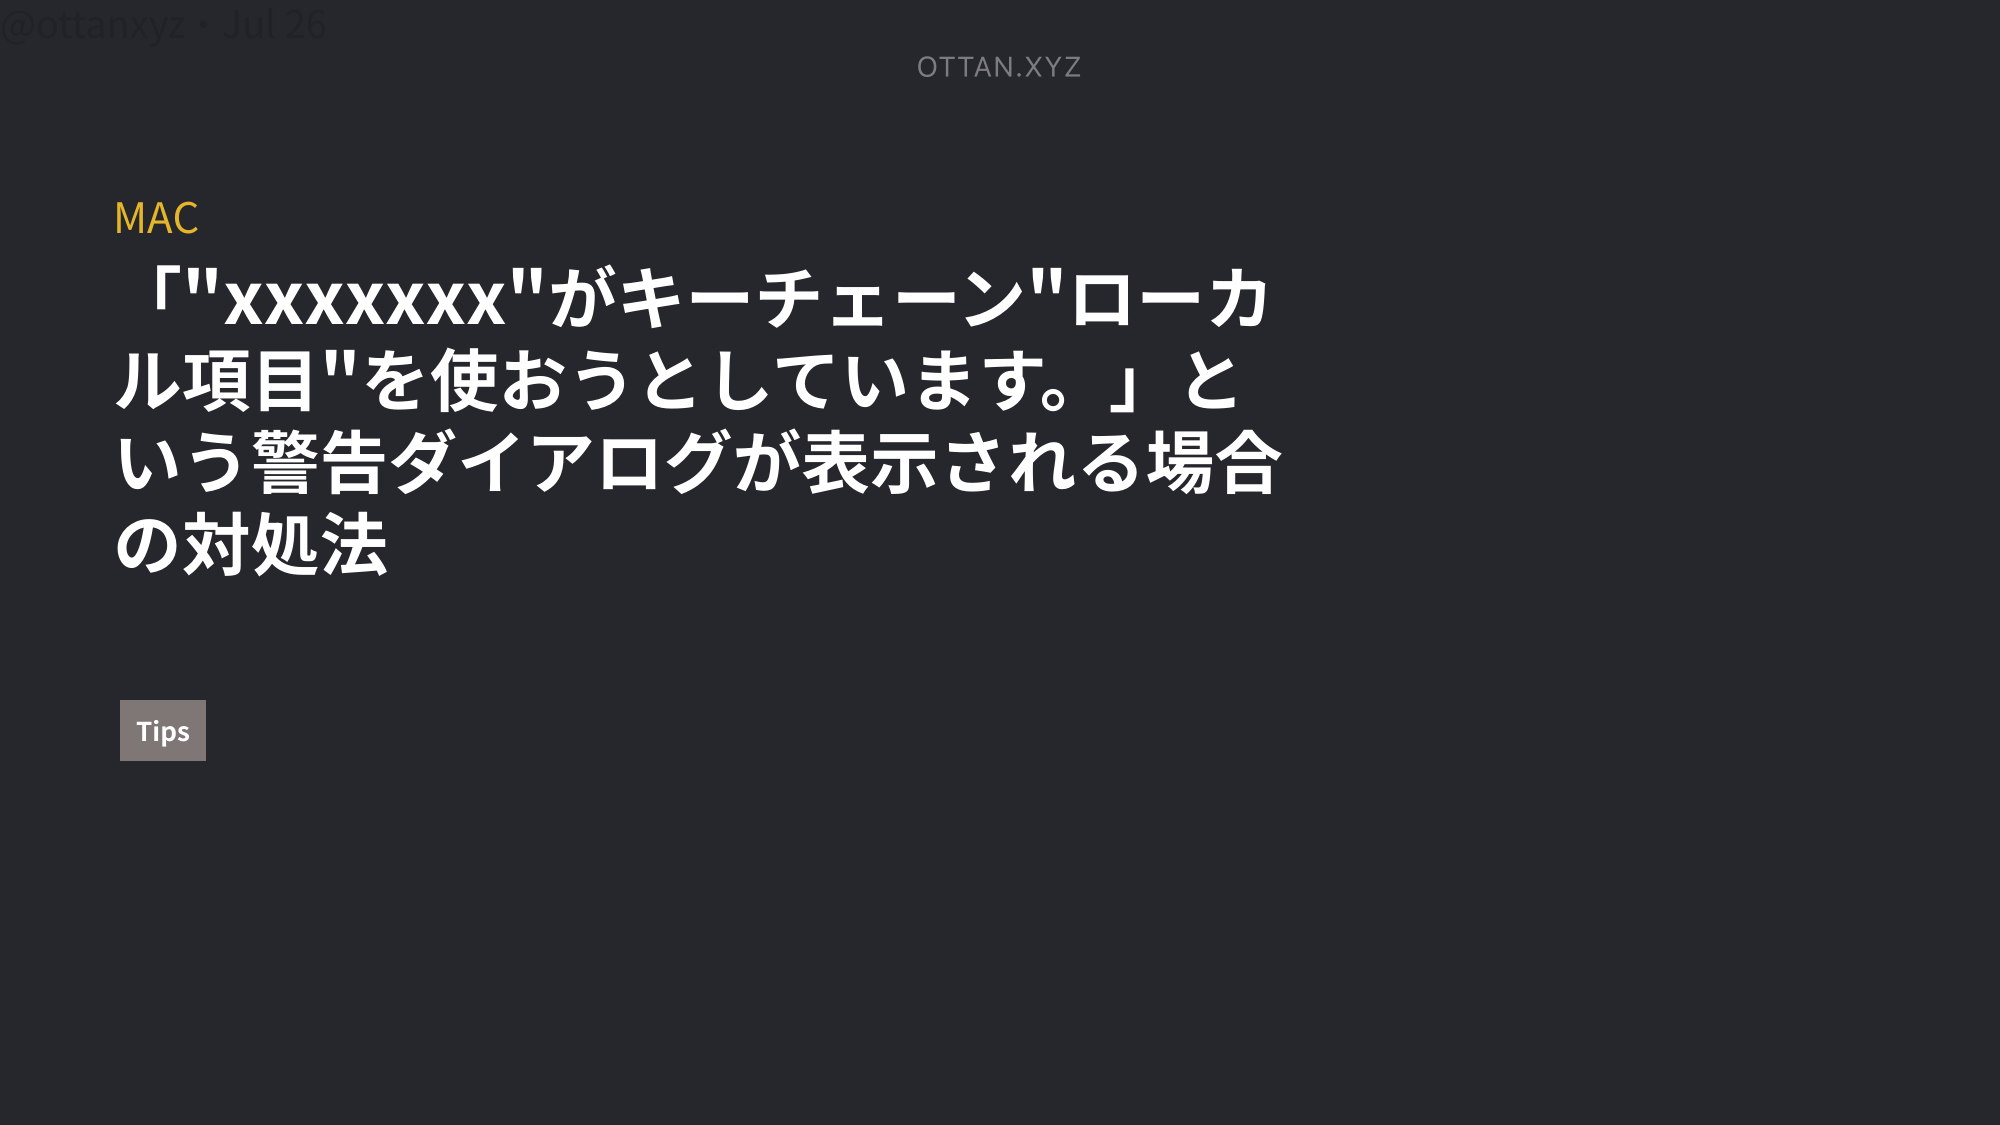 @ottanxyz・Jul 26
OTTAN.XYZ
MAC
「"xxxxxxx"がキーチェーン"ローカ
ル項目"を使おうとしています。」と
いう警告ダイアログが表示される場合
の対処法
Tips